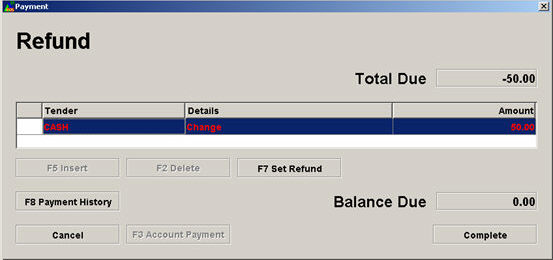 Payment
Refund
Total Due -50.00
Tender Details Amount
CASH Change 50.00
F5 Insert F2 Delete F7 Set Refund
F8 Payment History Balance Due 0.00
Cancel F3 Account Payment Complete